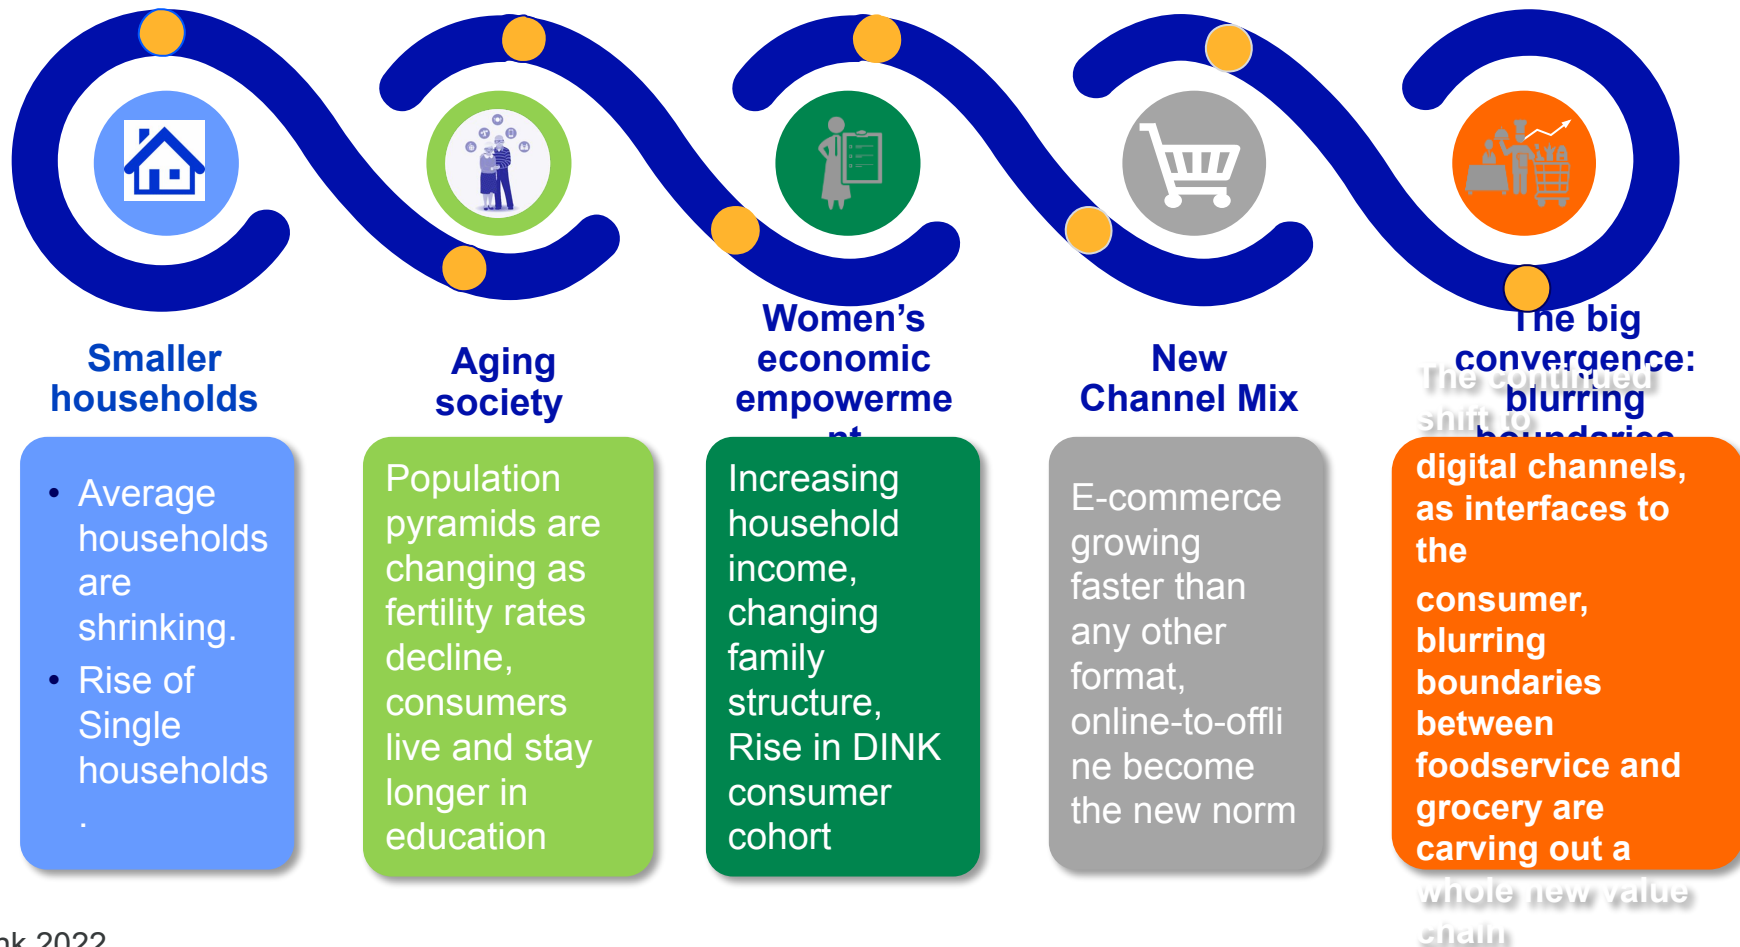 Smaller
households
• Average
households
are
shrinking.
• Rise of
Single
households
.
Aging
society
Population
pyramids are
changing as
fertility rates
decline,
consumers
live and stay
longer in
education
Women’s
economic
empowerme
nt
Increasing
household
income,
changing
family
structure,
Rise in DINK
consumer
cohort
New
Channel Mix
E-commerce
growing
faster than
any other
format,
online-to-offli
ne become
the new norm
The big
convergence:
blurring
boundaries
The continued
shift to
digital channels,
as interfaces to
the
consumer,
blurring
boundaries
between
foodservice and
grocery are
carving out a
whole new value
chain
2022